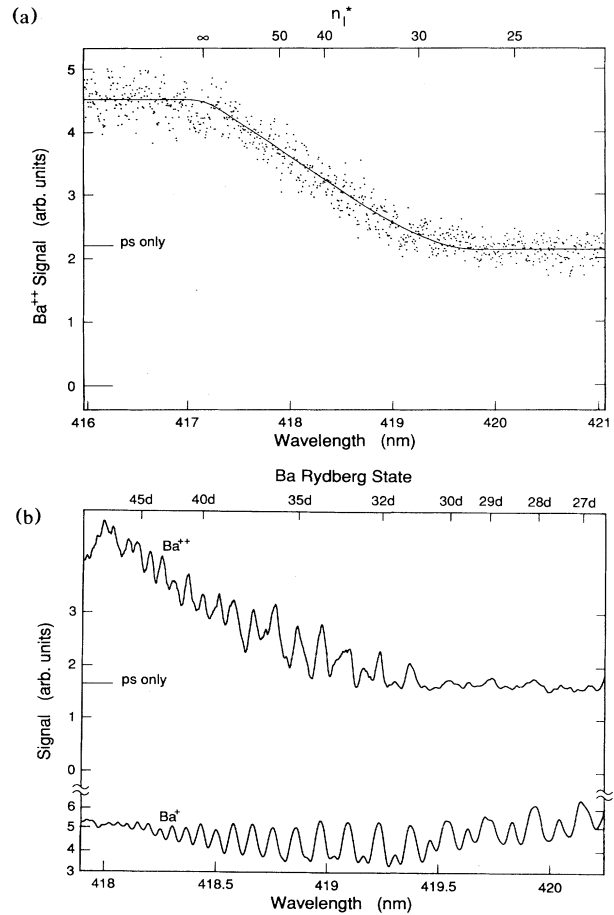 (a)
n_l*
∞ 50 40 30 25
5
4
3
2
1
0
ps only
Ba++ Signal (arb. units)
416 417 418 419 420 421
Wavelength (nm)
Ba Rydberg State
(b)
45d 40d 35d 32d 30d 29d 28d 27d
Ba++
3
2
1
0
ps only
Signal (arb. units)
Ba+
6
5
4
3
418 418.5 419 419.5 420
Wavelength (nm)